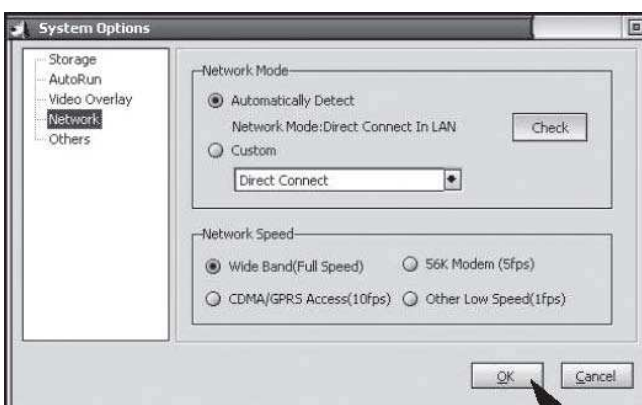 System Options
Storage
AutoRun
Video Overlay
Network
Others
Network Mode
Automatically Detect
Network Mode:Direct Connect In LAN
Check
Custom
Direct Connect
Network Speed
Wide Band(Full Speed)
56K Modem (5fps)
CDMA/GPRS Access(10fps)
Other Low Speed(1fps)
OK
Cancel